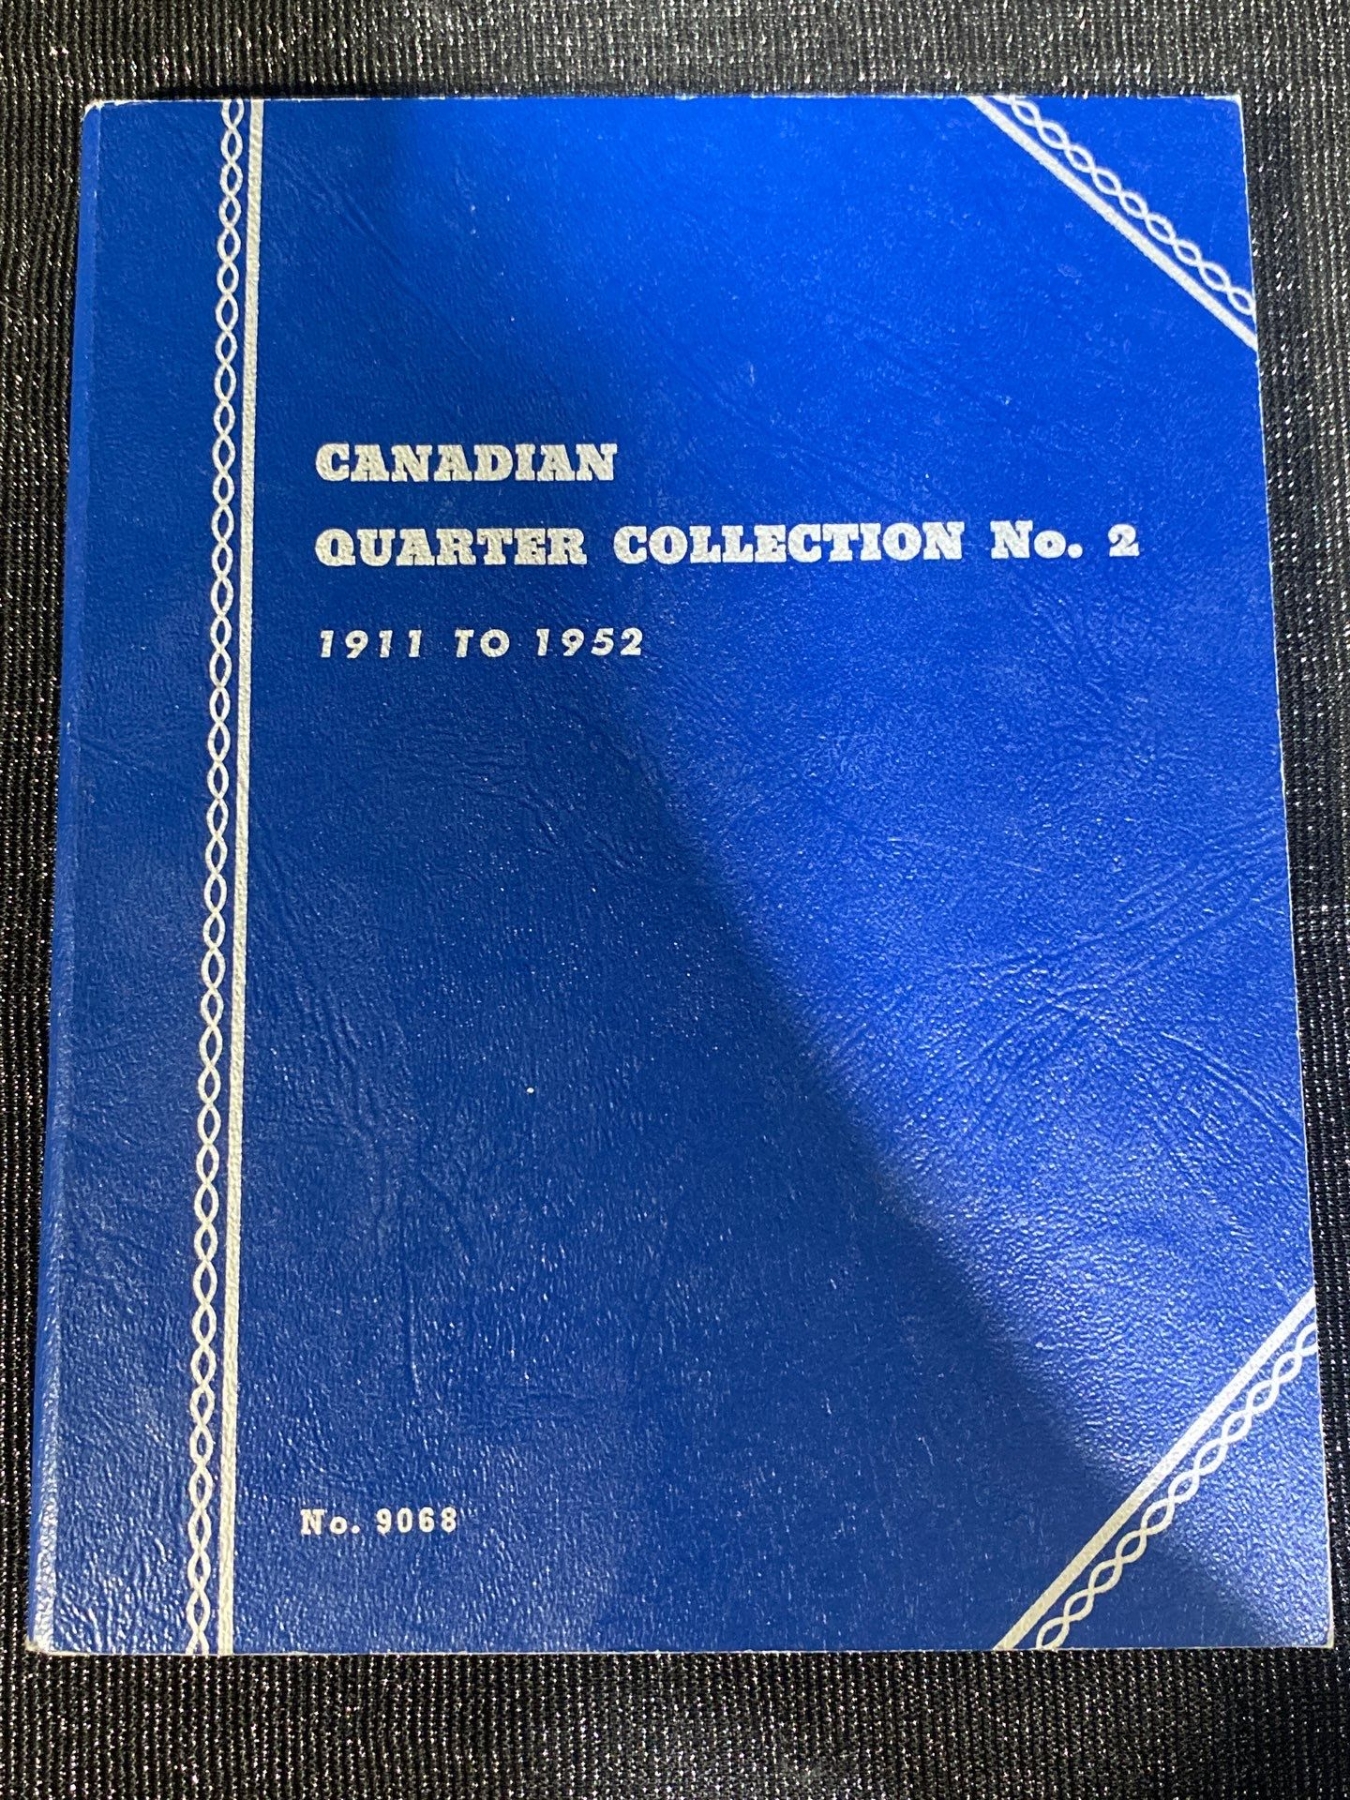 CANADIAN
QUARTER COLLECTION No. 2
1911 TO 1952
No. 9068